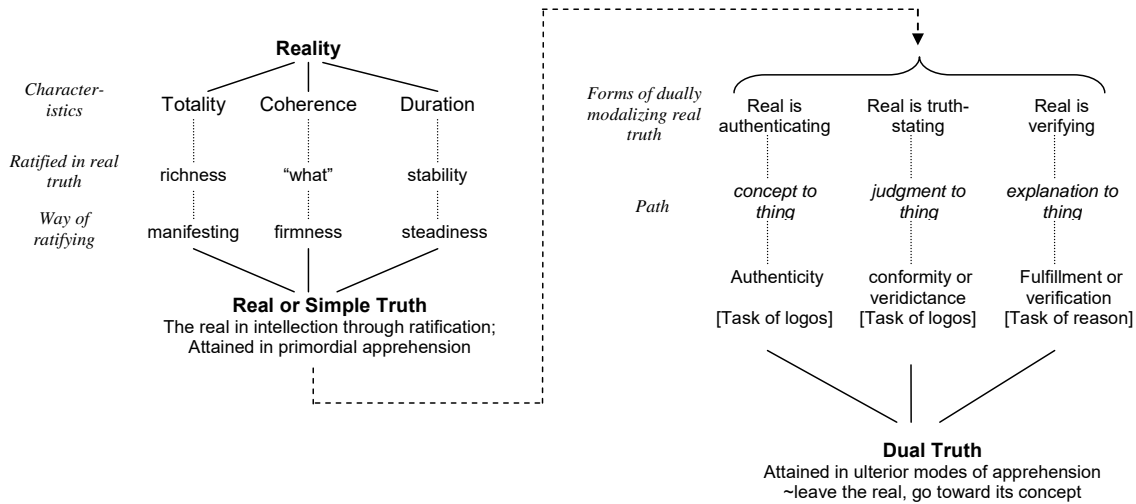 Reality
Character-
istics
Totality Coherence Duration
Ratified in real
truth
richness "what" stability
Way of
ratifying
manifesting firmness steadiness
Real or Simple Truth
The real in intellection through ratification;
Attained in primordial apprehension
Forms of dually
modalizing real
truth
Real is
authenticating
Real is truth-
stating
Real is
verifying
Path
concept to
thing
judgment to
thing
explanation to
thing
Authenticity
[Task of logos]
conformity or
veridictance
[Task of logos]
Fulfillment or
verification
[Task of reason]
Dual Truth
Attained in ulterior modes of apprehension
~leave the real, go toward its concept